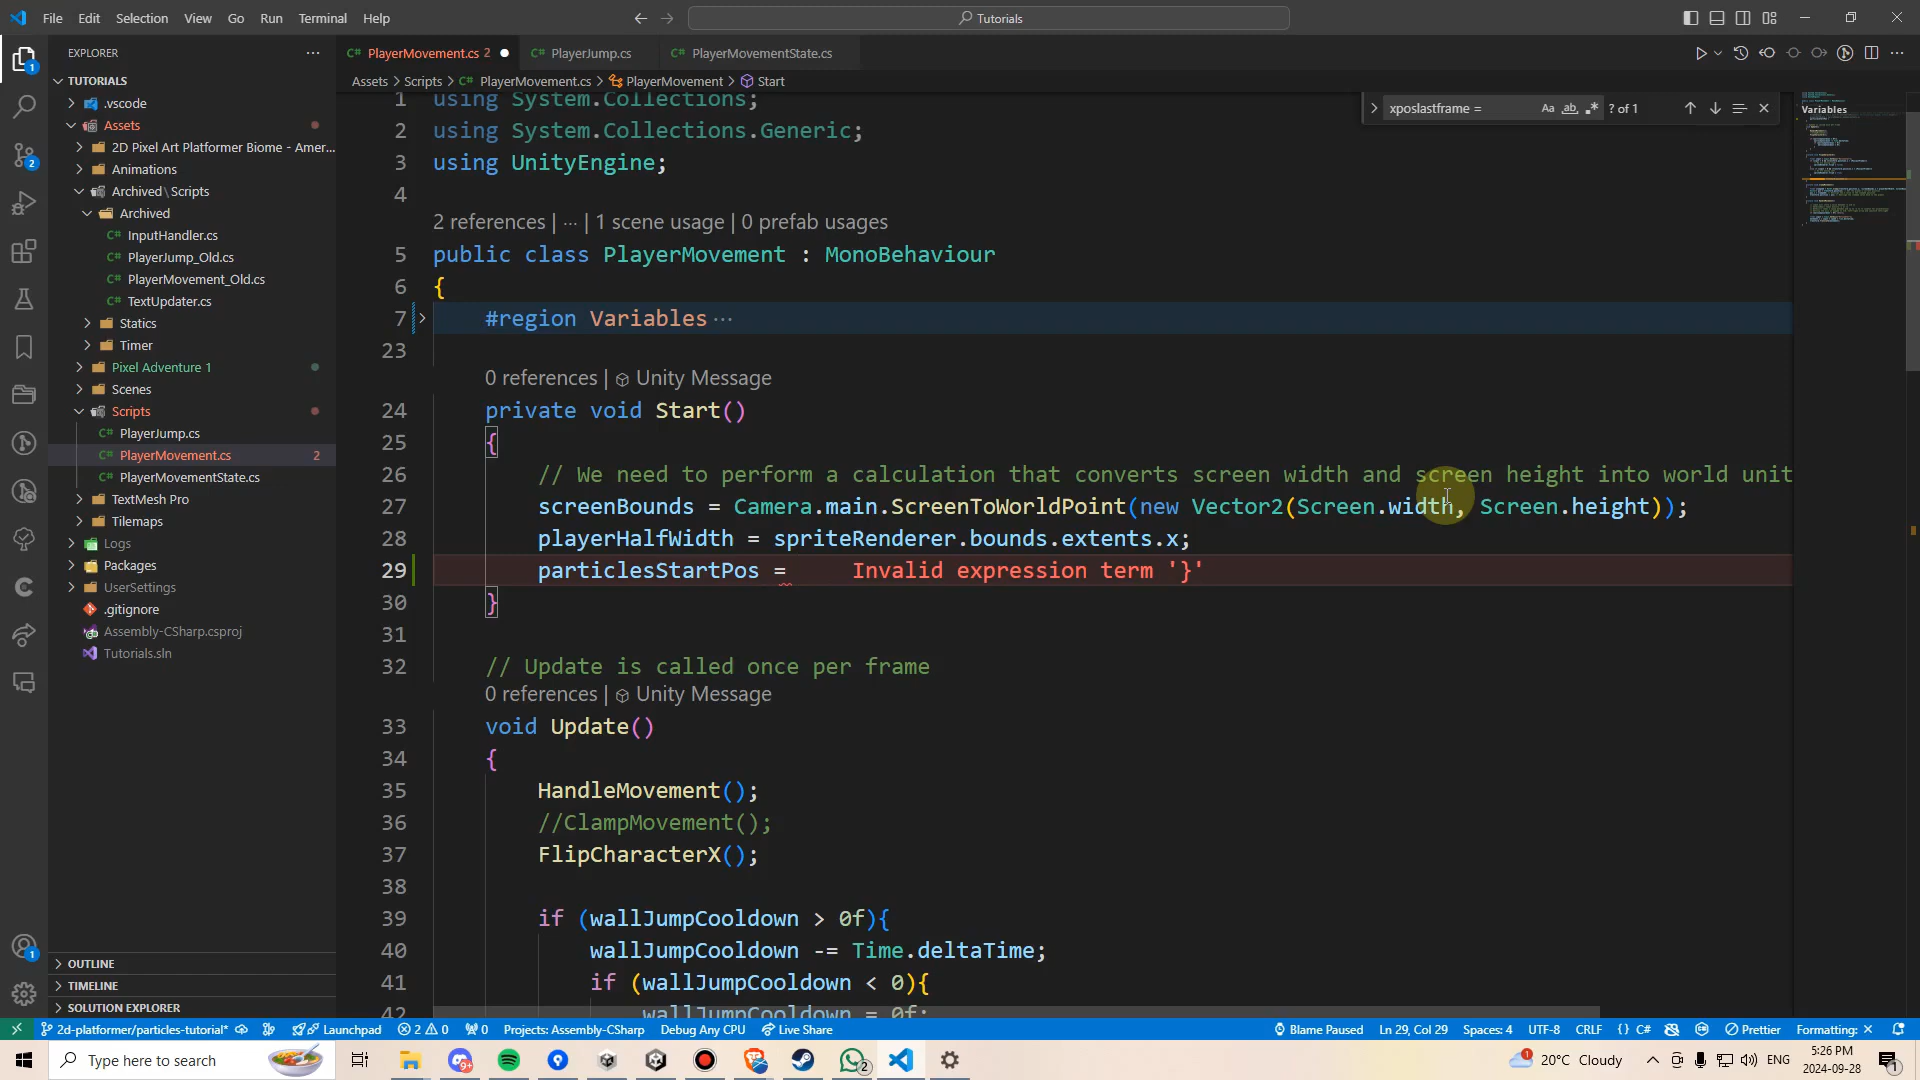 File Edit Selection View Go Run Terminal Help
Tutorials
EXPLORER
PlayerMovement.cs 2
PlayerJump.cs
PlayerMovementState.cs
Assets > Scripts > PlayerMovement.cs > PlayerMovement > Start
xposlastframe =
Aa ab .*
? of 1
TUTORIALS
.vscode
Assets
2D Pixel Art Platformer Biome - Amer...
Animations
Archived\Scripts
Archived
InputHandler.cs
PlayerJump_Old.cs
PlayerMovement_Old.cs
TextUpdater.cs
Statics
Timer
Pixel Adventure 1
Scenes
Scripts
PlayerJump.cs
PlayerMovement.cs 2
PlayerMovementState.cs
TextMesh Pro
Tilemaps
Logs
Packages
UserSettings
.gitignore
Assembly-CSharp.csproj
Tutorials.sln
OUTLINE
TIMELINE
SOLUTION EXPLORER
1 using System.Collections;
2 using System.Collections.Generic;
3 using UnityEngine;
4
2 references | ··· | 1 scene usage | 0 prefab usages
5 public class PlayerMovement : MonoBehaviour
6 {
7 #region Variables ···
23
0 references | Unity Message
24 private void Start()
25 {
26 // We need to perform a calculation that converts screen width and screen height into world unit
27 screenBounds = Camera.main.ScreenToWorldPoint(new Vector2(Screen.width, Screen.height));
28 playerHalfWidth = spriteRenderer.bounds.extents.x;
29 particlesStartPos = Invalid expression term '}'
30 }
31
32 // Update is called once per frame
0 references | Unity Message
33 void Update()
34 {
35 HandleMovement();
36 //ClampMovement();
37 FlipCharacterX();
38
39 if (wallJumpCooldown > 0f){
40 wallJumpCooldown -= Time.deltaTime;
41 if (wallJumpCooldown < 0){
42 wallJumpCooldown = 0f;
Variables
2d-platformer/particles-tutorial* Launchpad 2 0 0 Projects: Assembly-CSharp Debug Any CPU Live Share Blame Paused Ln 29, Col 29 Spaces: 4 UTF-8 CRLF {} C# Prettier Formatting: ×
Type here to search
9+
2
20°C Cloudy
ENG
5:26 PM
2024-09-28